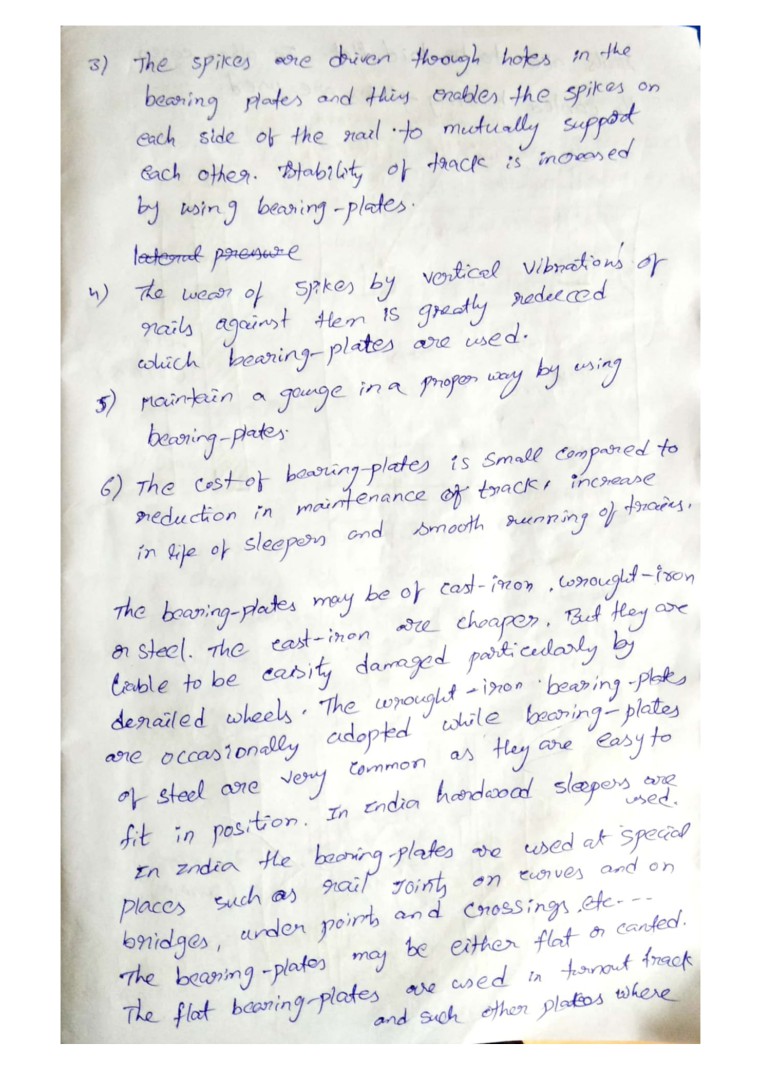 3) The spikes are driven through holes in the
bearing plates and this enables the spikes on
each side of the rail to mutually support
each other. Stability of track is increased
by using bearing-plates.
lateral pressure
4) The wear of spikes by vertical vibrations of
rails against them is greatly reduced
which bearing-plates are used.
5) Maintain a gauge in a proper way by using
bearing-plates.
6) The cost of bearing-plates is small compared to
reduction in maintenance of track, increase
in life of sleepers and smooth running of trains.
The bearing-plates may be of cast-iron, wrought-iron
or steel. The cast-iron are cheaper. But they are
liable to be easity damaged particularly by
derailed wheels. The wrought-iron bearing-plates
are occasionally adopted while bearing-plates
of steel are very common as they are easy to
fit in position. In India hardwood sleepers are
used.
In India the bearing-plates are used at special
places such as rail joints on curves and on
bridges, under points and crossings, etc---
The bearing-plates may be either flat or canted.
The flat bearing-plates are used in turnout track
and such other places where